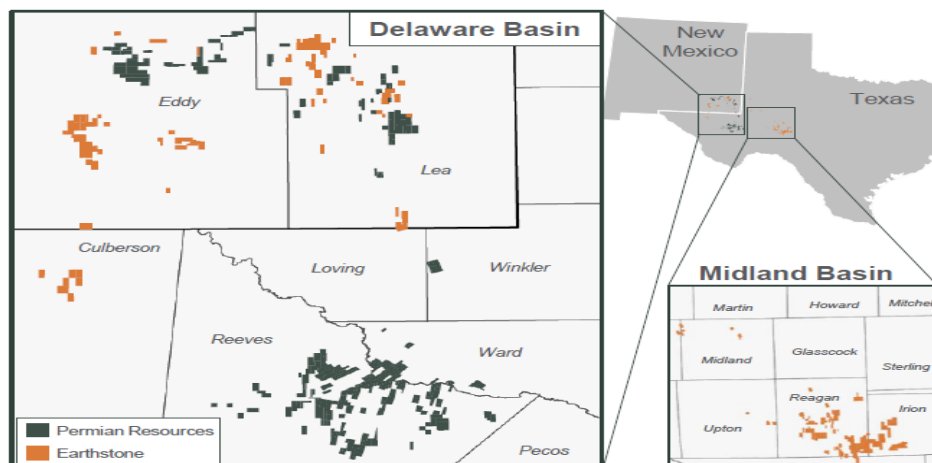 Delaware Basin
Eddy
Lea
Culberson
Loving
Winkler
Reeves
Ward
Pecos
Permian Resources
Earthstone
New
Mexico
Texas
Midland Basin
Martin
Howard
Mitchel
Midland
Glasscock
Sterling
Reagan
Irion
Upton